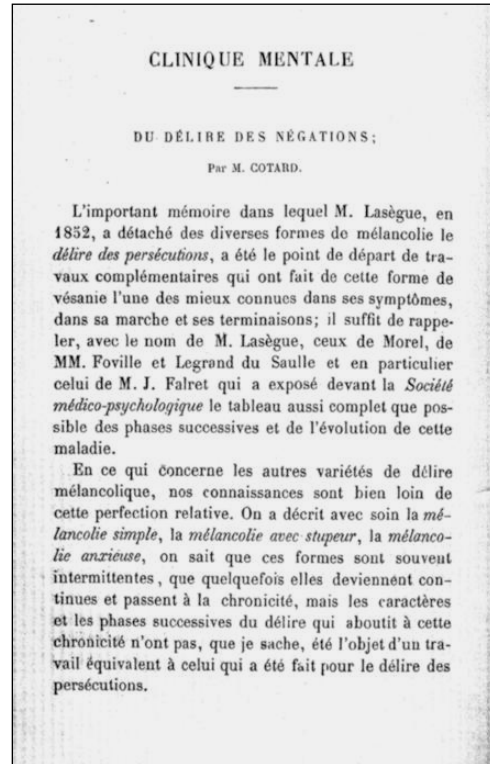 CLINIQUE MENTALE
DU DÉLIRE DES NÉGATIONS;
Par M. COTARD.
L'important mémoire dans lequel M. Lasègue, en
1852, a détaché des diverses formes de mélancolie le
délire des persécutions, a été le point de départ de tra-
vaux complémentaires qui ont fait de cette forme de
vésanie l'une des mieux connues dans ses symptômes,
dans sa marche et ses terminaisons; il suffit de rappe-
ler, avec le nom de M. Lasègue, ceux de Morel, de
MM. Foville et Legrand du Saulle et en particulier
celui de M. J. Falret qui a exposé devant la Société
médico-psychologique le tableau aussi complet que pos-
sible des phases successives et de l'évolution de cette
maladie.
En ce qui concerne les autres variétés de délire
mélancolique, nos connaissances sont bien loin de
cette perfection relative. On a décrit avec soin la mé-
lancolie simple, la mélancolie avec stupeur, la mélanco-
lie anxieuse, on sait que ces formes sont souvent
intermittentes, que quelquefois elles deviennent con-
tinues et passent à la chronicité, mais les caractères
et les phases successives du délire qui aboutit à cette
chronicité n'ont pas, que je sache, été l'objet d'un tra-
vail équivalent à celui qui a été fait pour le délire des
persécutions.